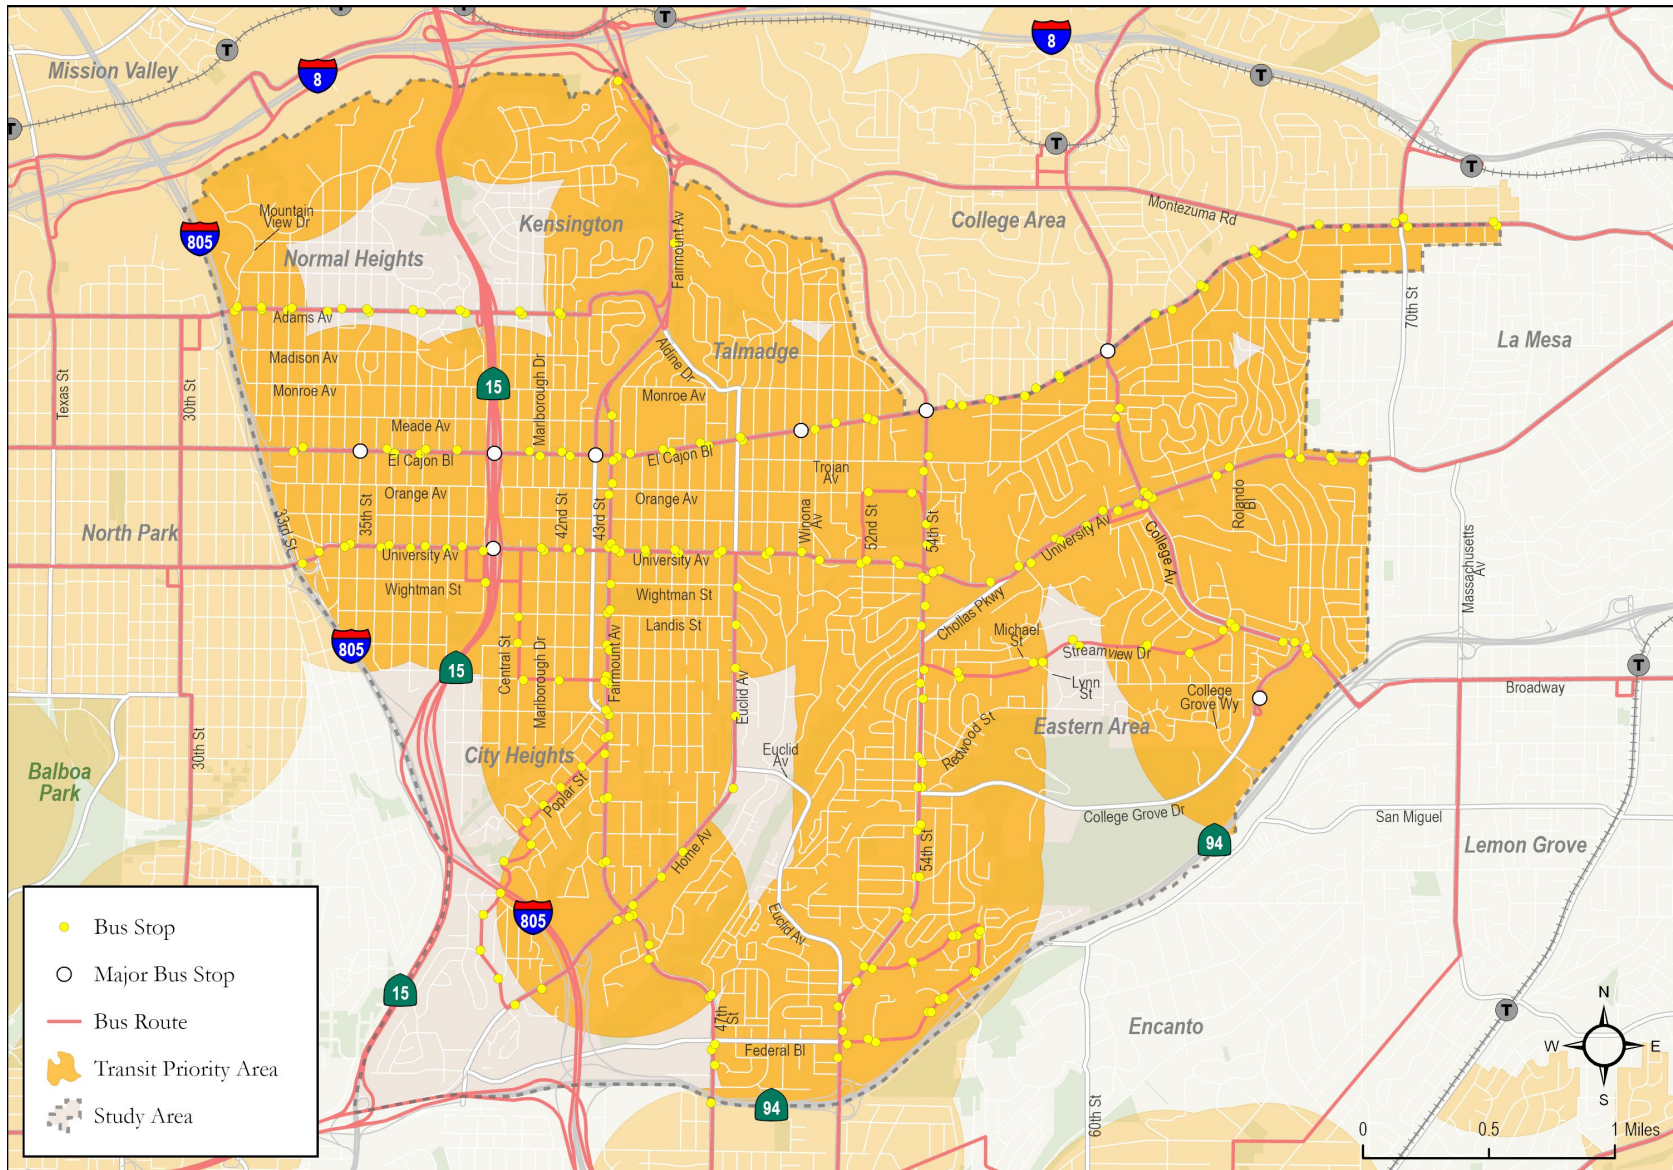 T
T
T
8
8
T
Mission Valley
T
T
T
T
Montezuma Rd
Mountain
View Dr
College Area
Kensington
805
Normal Heights
Fairmount Av
70th St
Adams Av
La Mesa
Talmadge
Madison Av
Aldine Dr
Texas St
30th St
Monroe Av
15
Marlborough Dr
Monroe Av
Meade Av
El Cajon Bl
El Cajon Bl
Trojan
Av
Orange Av
Orange Av
Rolando
Bl
North Park
33rd St
35th St
42nd St
43rd St
Winona
Av
52nd St
54th St
University Av
University Av
University Av
College Av
Massachusetts
Av
Wightman St
Wightman St
Chollas Pkwy
Landis St
Michael
St
Streamview Dr
805
15
Central St
Marlborough Dr
Fairmount Av
Euclid Av
Lynn
St
College
Grove Wy
Broadway
T
30th St
City Heights
Euclid
Av
Redwood St
Eastern Area
Balboa
Park
Poplar St
College Grove Dr
San Miguel
94
Lemon Grove
Home Av
54th St
805
Euclid Av
15
47th
St
Encanto
T
Federal Bl
94
60th St
Bus Stop
Major Bus Stop
Bus Route
Transit Priority Area
Study Area
N
W
E
S
0
0.5
1 Miles